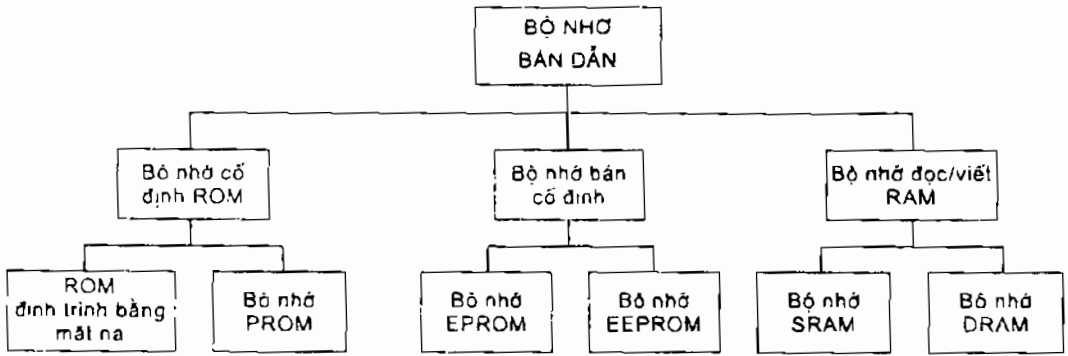 BỘ NHỚ
BÁN DẪN
Bộ nhớ cố
định ROM
Bộ nhớ bán
cố định
Bộ nhớ đọc/viết
RAM
ROM
định trình bằng
mặt nạ
Bộ nhớ
PROM
Bộ nhớ
EPROM
Bộ nhớ
EEPROM
Bộ nhớ
SRAM
Bộ nhớ
DRAM